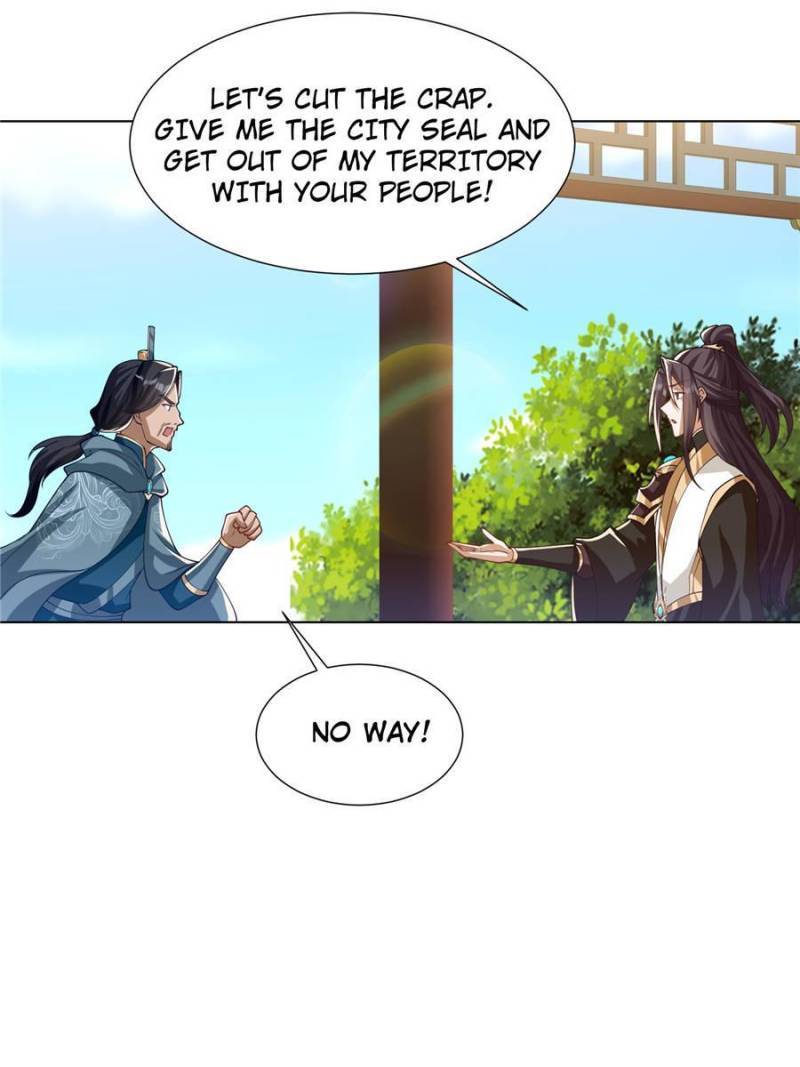 LET'S CUT THE CRAP.
GIVE ME THE CITY SEAL AND
GET OUT OF MY TERRITORY
WITH YOUR PEOPLE!
NO WAY!